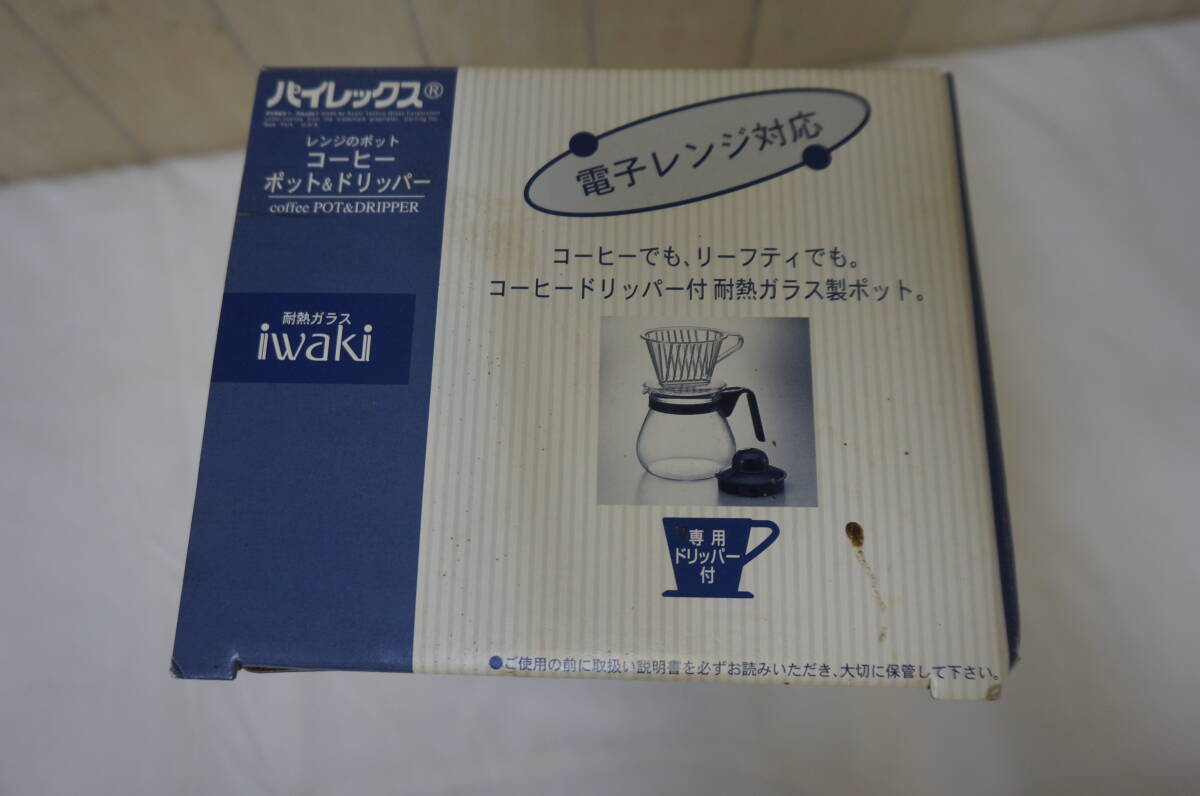 パイレックス®
レンジのポット
コーヒー
ポット&ドリッパー
coffee POT&DRIPPER
耐熱ガラス
iwaki
電子レンジ対応
コーヒーでも、リーフティでも。
コーヒードリッパー付 耐熱ガラス製ポット。
専用
ドリッパー
付
●ご使用の前に取扱い説明書を必ずお読みいただき、大切に保管して下さい。